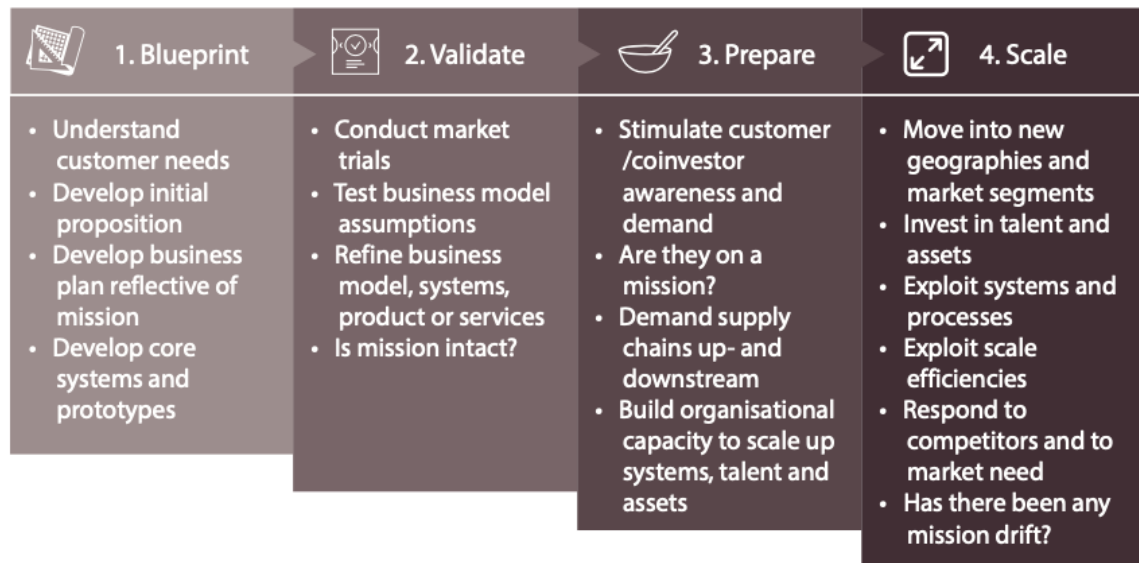 1. Blueprint
• Understand
customer needs
• Develop initial
proposition
• Develop business
plan reflective of
mission
• Develop core
systems and
prototypes
2. Validate
• Conduct market
trials
• Test business model
assumptions
• Refine business
model, systems,
product or services
• Is mission intact?
3. Prepare
• Stimulate customer
/coinvestor
awareness and
demand
• Are they on a
mission?
• Demand supply
chains up- and
downstream
• Build organisational
capacity to scale up
systems, talent and
assets
4. Scale
• Move into new
geographies and
market segments
• Invest in talent and
assets
• Exploit systems and
processes
• Exploit scale
efficiencies
• Respond to
competitors and to
market need
• Has there been any
mission drift?